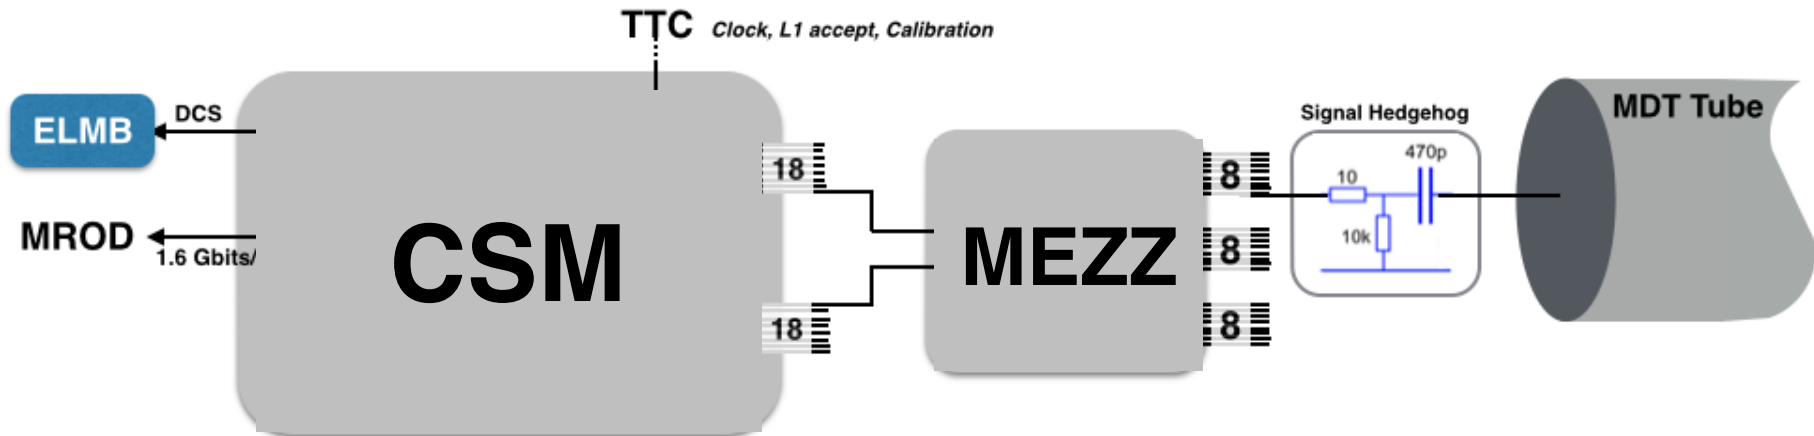 TTC Clock, L1 accept, Calibration
ELMB
DCS
MROD
1.6 Gbits/
CSM
18
18
MEZZ
8
8
8
Signal Hedgehog
470p
10
10k
MDT Tube